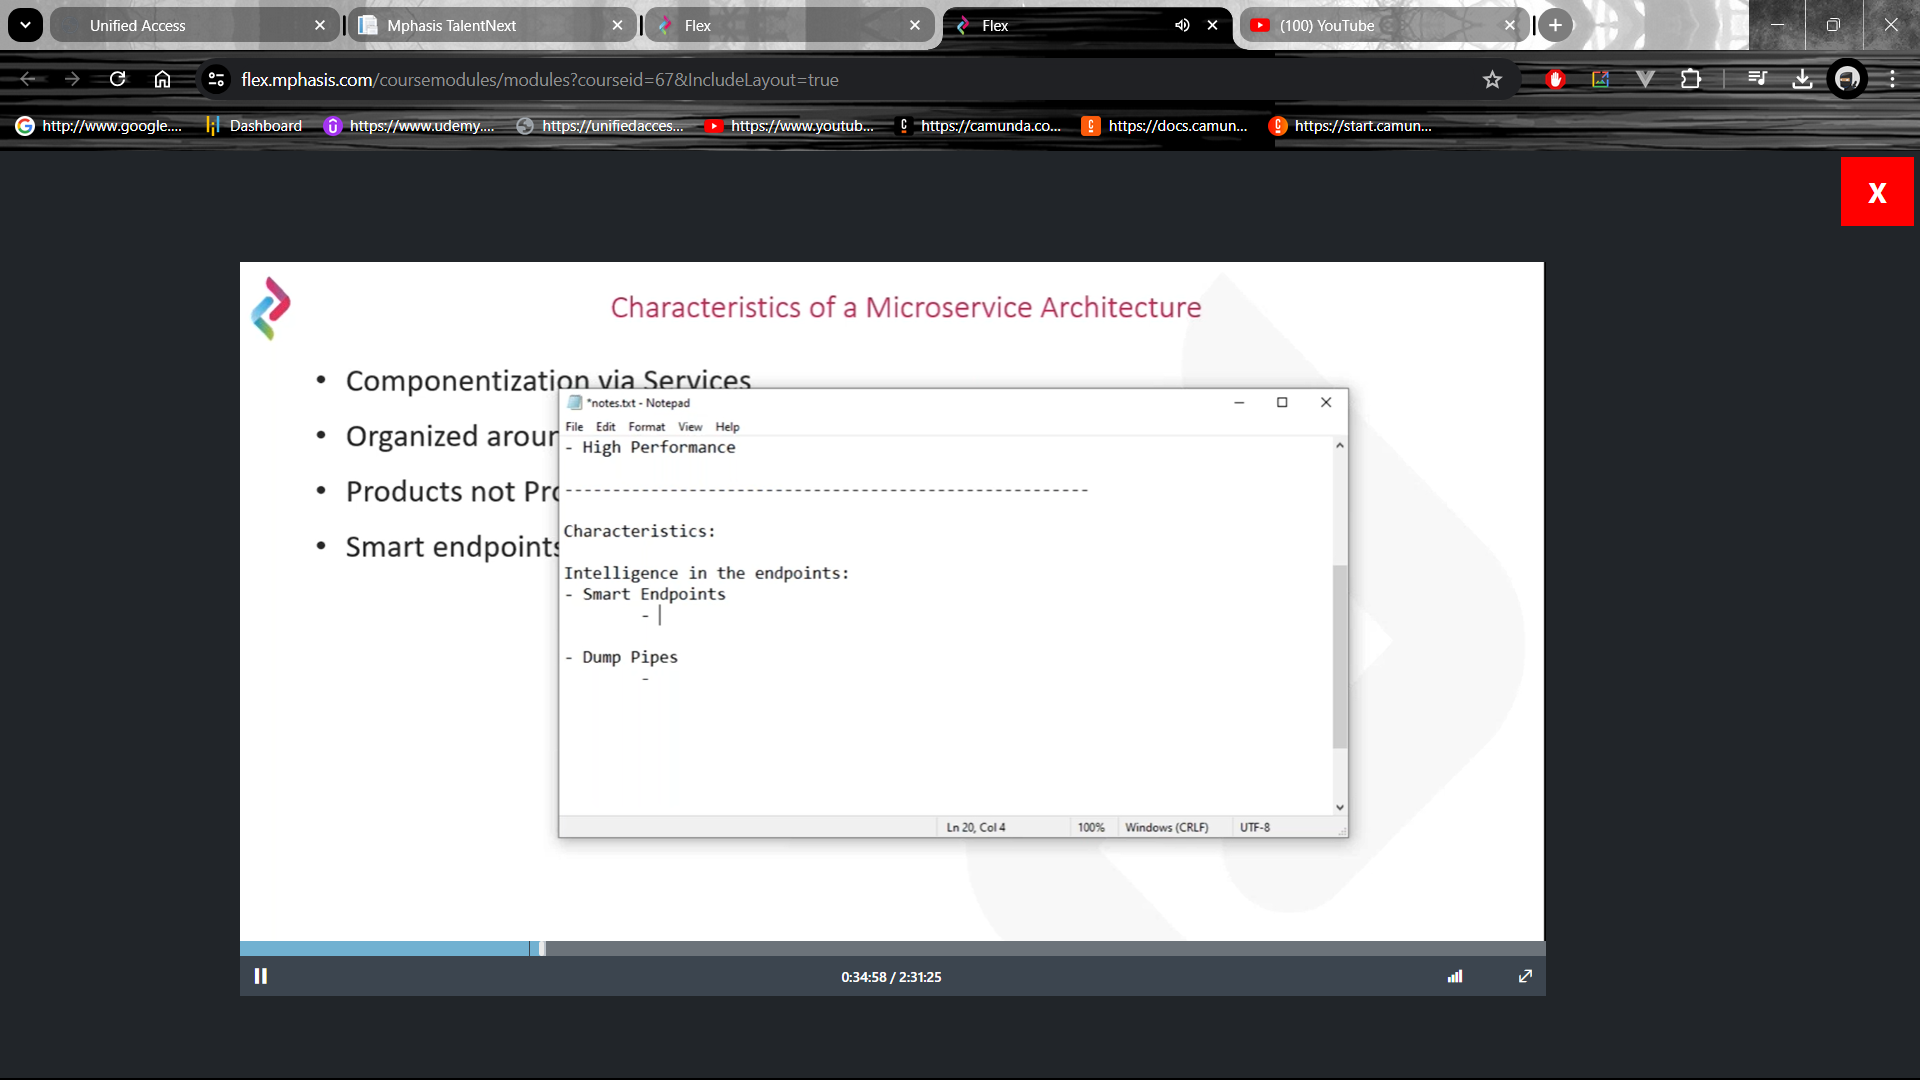 Unified Access
Mphasis TalentNext
Flex
Flex
(100) YouTube
flex.mphasis.com/coursemodules/modules?courseid=67&IncludeLayout=true
http://www.google....
Dashboard
https://www.udemy....
https://unifiedacces...
https://www.youtub...
https://camunda.co...
https://docs.camun...
https://start.camun...
X
Characteristics of a Microservice Architecture
• Componentization via Services
• Organized aroun
• Products not Pro
• Smart endpoints
*notes.txt - Notepad
File Edit Format View Help
- High Performance
-------------------------------------------------------
Characteristics:
Intelligence in the endpoints:
- Smart Endpoints
-
- Dump Pipes
-
Ln 20, Col 4
100%
Windows (CRLF)
UTF-8
0:34:58 / 2:31:25